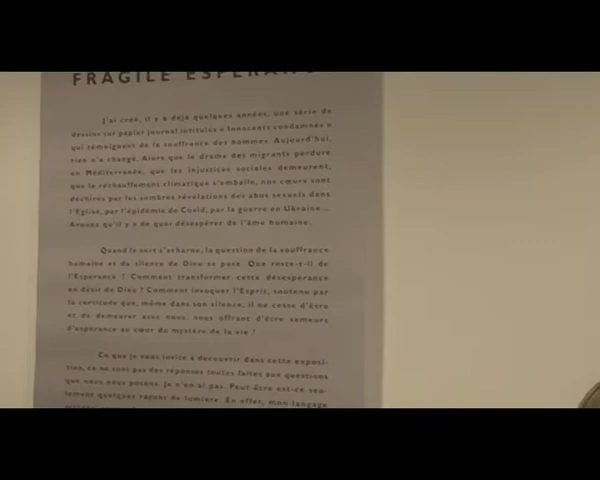 FRAGILE ESPÉRANCE
J'ai créé, il y a déjà quelques années, une série de
dessins sur papier journal intitulés « Innocents condamnés »
qui témoignent de la souffrance des hommes. Aujourd'hui,
rien n'a changé. Alors que le drame des migrants perdure
en Méditerranée, que les injustices sociales demeurent,
que le réchauffement climatique s'emballe, nos cœurs sont
déchirés par les sombres révélations des abus sexuels dans
l'Eglise, par l'épidémie de Covid, par la guerre en Ukraine...
Avouez qu'il y a de quoi désespérer de l'âme humaine.
Quand le sort s'acharne, la question de la souffrance
humaine et du silence de Dieu se pose. Que reste-t-il de
l'Espérance ? Comment transformer cette désespérance
en désir de Dieu ? Comment invoquer l'Esprit, soutenu par
la certitude que, même dans son silence, il ne cesse d'être
et de demeurer avec nous, nous offrant d'être semeurs
d'espérance au cœur du mystère de la vie ?
Ce que je vous invite à découvrir dans cette exposi-
tion, ce ne sont pas des réponses toutes faites aux questions
que nous nous posons. Je n'en ai pas. Peut-être est-ce seu-
lement quelques rayons de lumière. En effet, mon langage